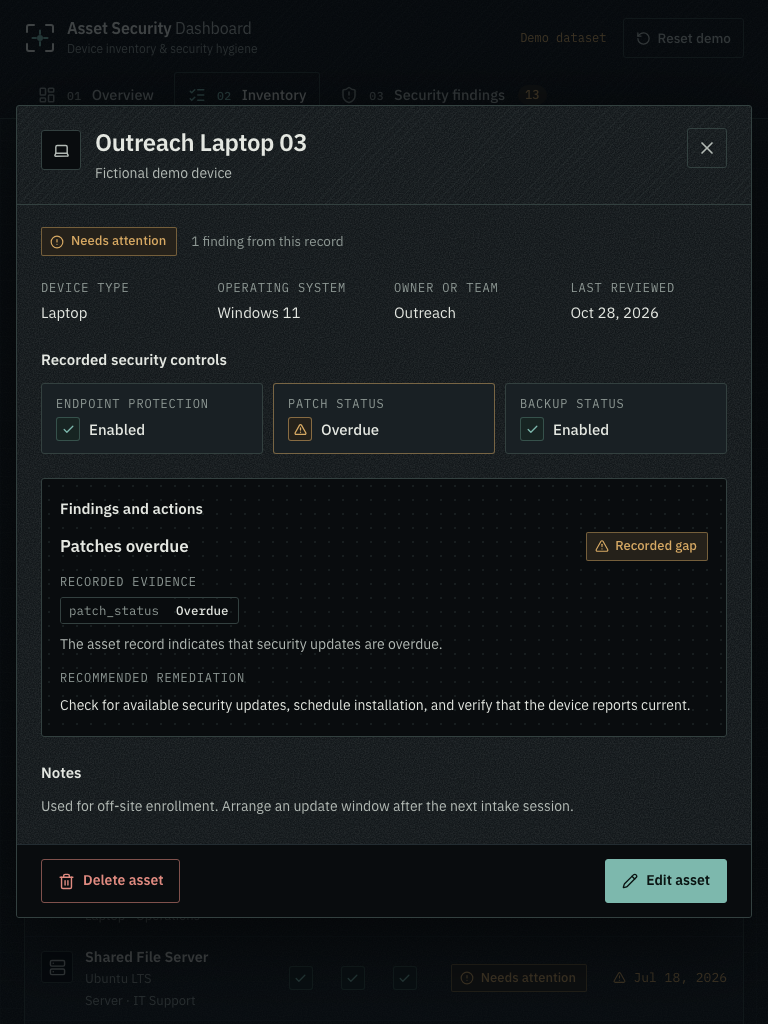 Asset Security Dashboard
Device inventory & security hygiene
Demo dataset
Reset demo
01 Overview
02 Inventory
03 Security findings 13
Outreach Laptop 03
Fictional demo device
Needs attention
1 finding from this record
DEVICE TYPE
Laptop
OPERATING SYSTEM
Windows 11
OWNER OR TEAM
Outreach
LAST REVIEWED
Oct 28, 2026
Recorded security controls
ENDPOINT PROTECTION
Enabled
PATCH STATUS
Overdue
BACKUP STATUS
Enabled
Findings and actions
Patches overdue
Recorded gap
RECORDED EVIDENCE
patch_status Overdue
The asset record indicates that security updates are overdue.
RECOMMENDED REMEDIATION
Check for available security updates, schedule installation, and verify that the device reports current.
Notes
Used for off-site enrollment. Arrange an update window after the next intake session.
Delete asset
Edit asset
Shared File Server
Ubuntu LTS
Server · IT Support
Needs attention
Jul 18, 2026